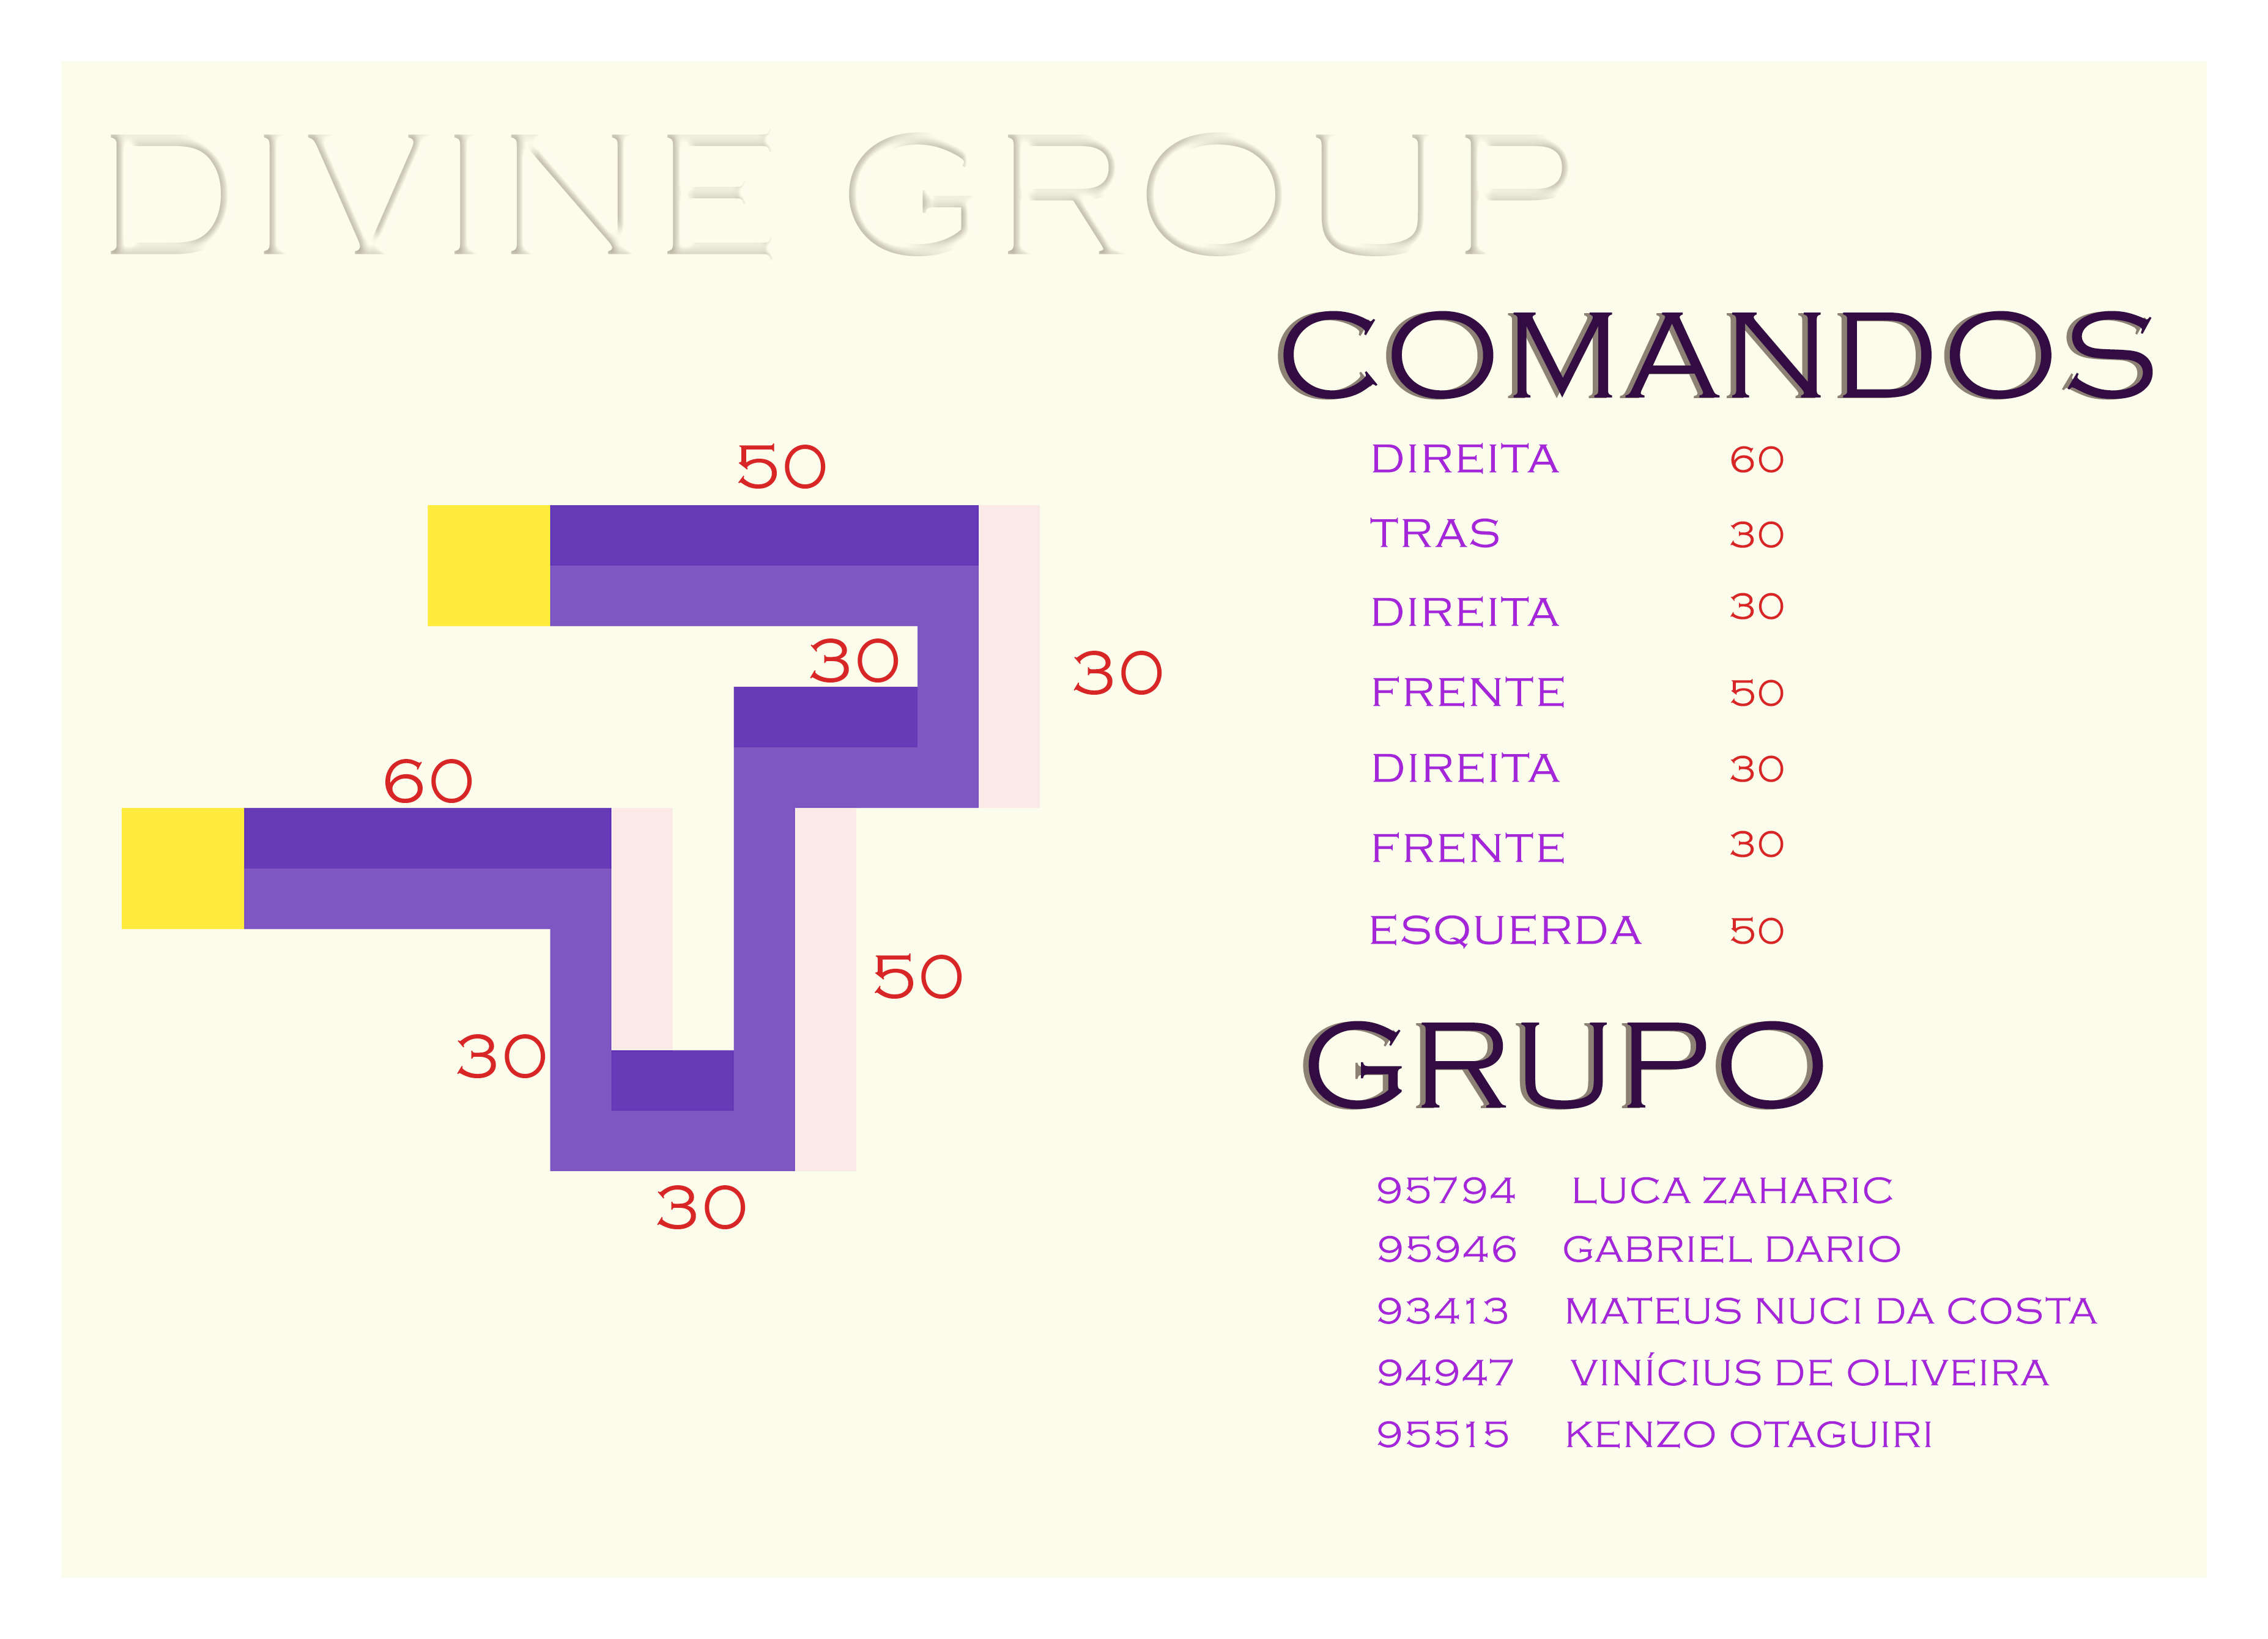 DIVINE GROUP
COMANDOS
50
30
30
60
50
30
30
DIREITA 60
TRAS 30
DIREITA 30
FRENTE 50
DIREITA 30
FRENTE 30
ESQUERDA 50
GRUPO
95794 LUCA ZAHARIC
95946 GABRIEL DARIO
93413 MATEUS NUCI DA COSTA
94947 VINÍCIUS DE OLIVEIRA
95515 KENZO OTAGUIRI